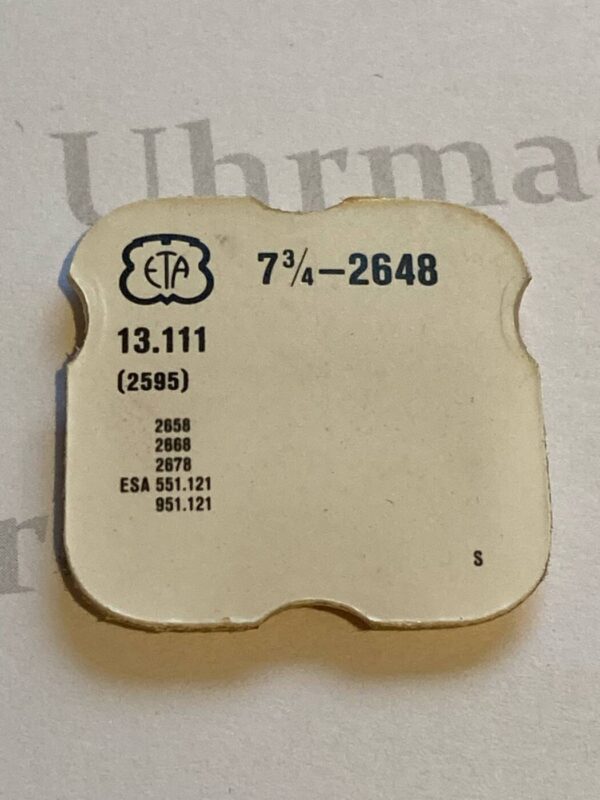 Uhrma
ETA
7¾–2648
13.111
(2595)
2658
2668
2678
ESA 551.121
951.121
S
r